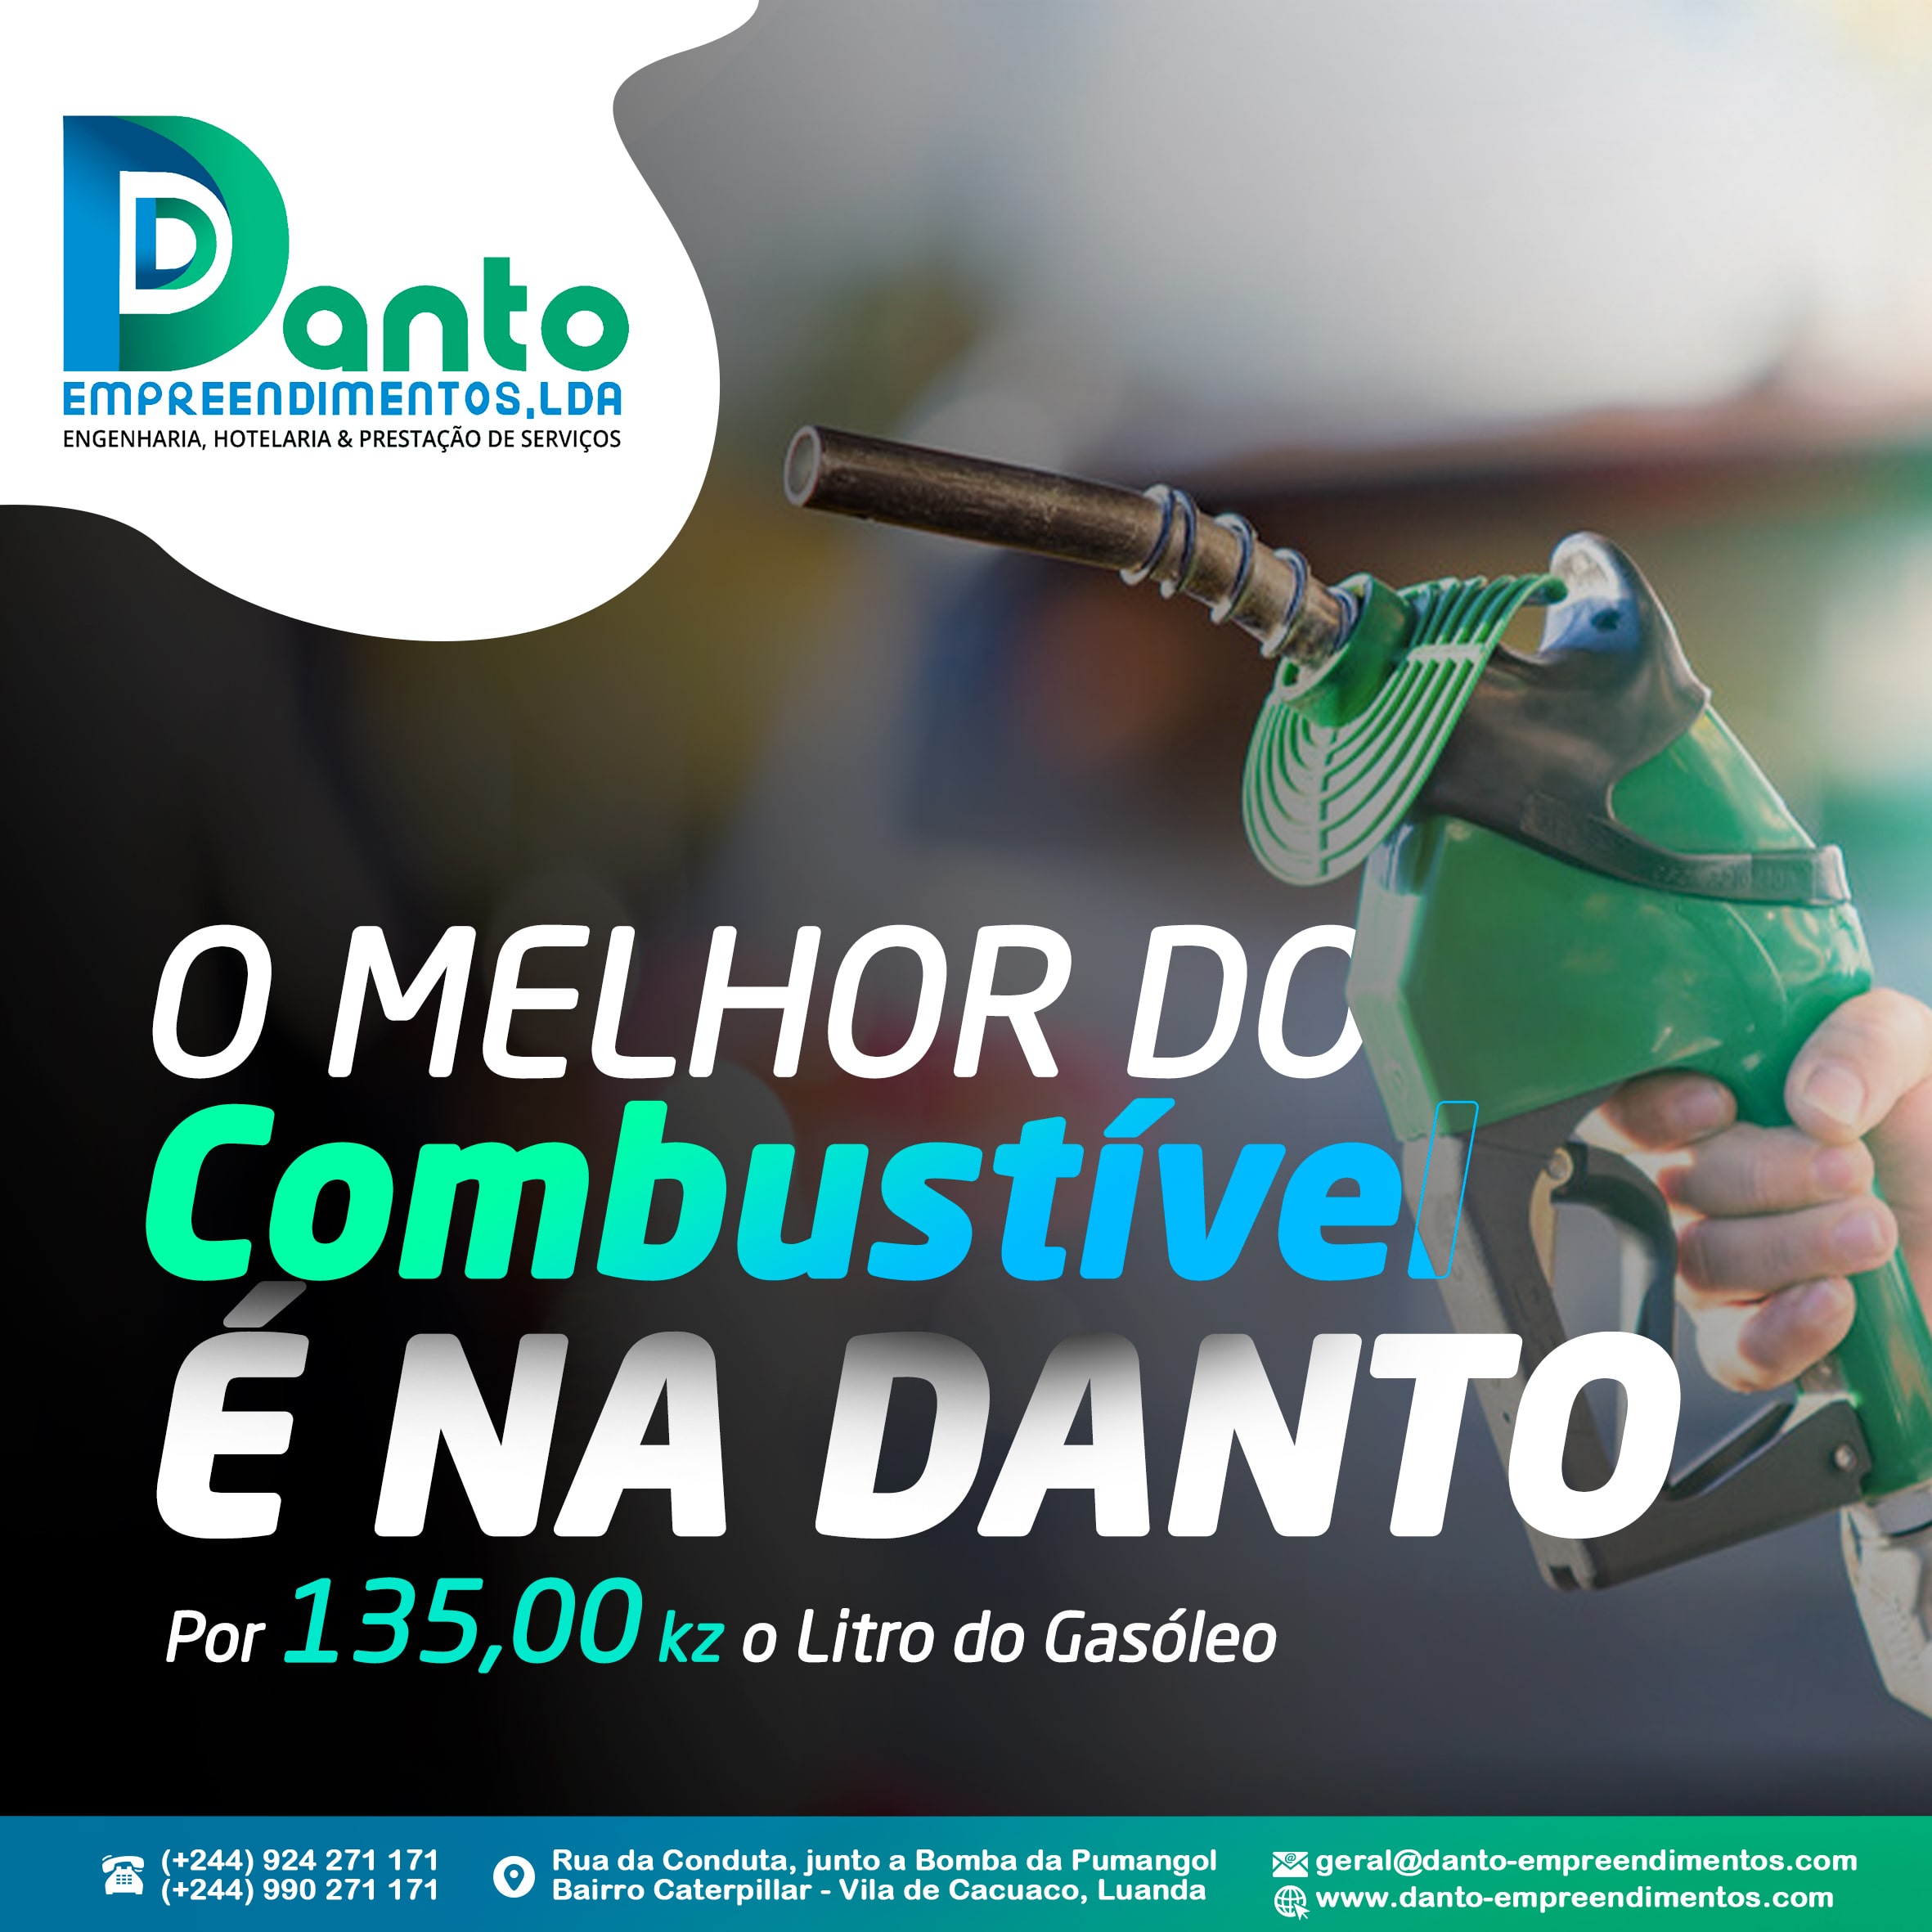 Danto
EMPREENDIMENTOS,LDA
ENGENHARIA, HOTELARIA & PRESTAÇÃO DE SERVIÇOS
O MELHOR DO
Combustível
É NA DANTO
Por 135,00 kz o Litro do Gasóleo
(+244) 924 271 171
(+244) 990 271 171
Rua da Conduta, junto a Bomba da Pumangol
Bairro Caterpillar - Vila de Cacuaco, Luanda
geral@danto-empreendimentos.com
www.danto-empreendimentos.com